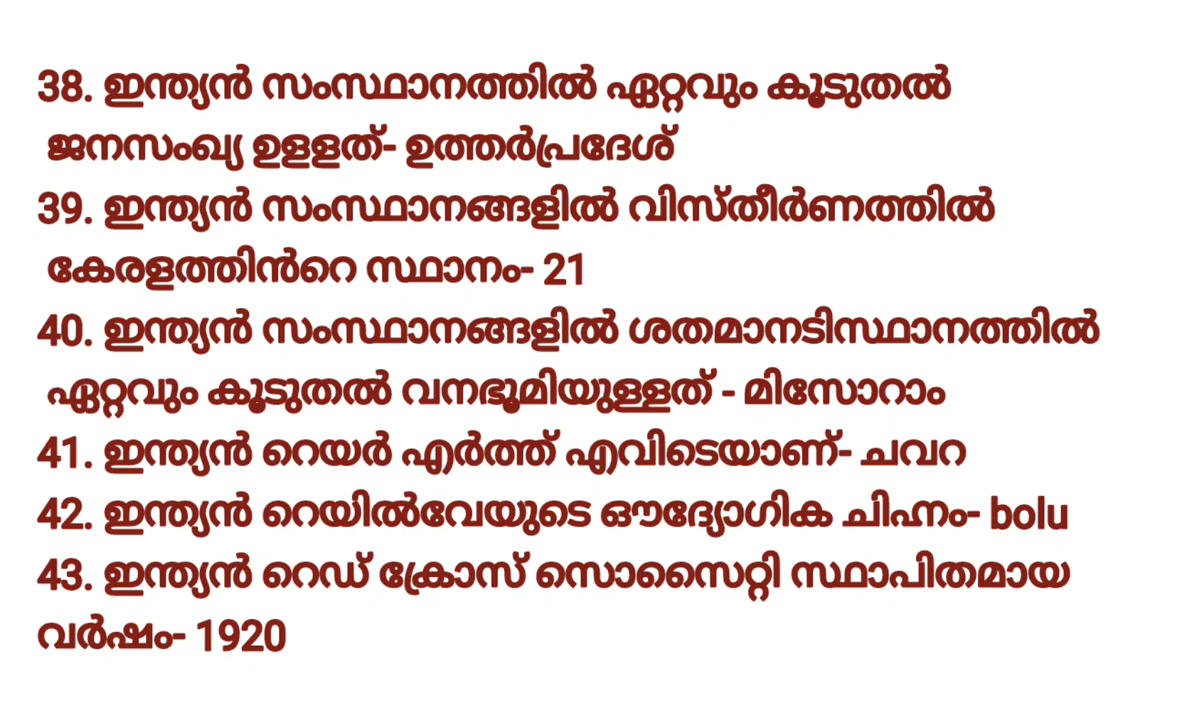 38. ഇന്ത്യൻ സംസ്ഥാനത്തിൽ ഏറ്റവും കൂടുതൽ
ജനസംഖ്യ ഉളളത്- ഉത്തർപ്രദേശ്
39. ഇന്ത്യൻ സംസ്ഥാനങ്ങളിൽ വിസ്തീർണത്തിൽ
കേരളത്തിൻറെ സ്ഥാനം- 21
40. ഇന്ത്യൻ സംസ്ഥാനങ്ങളിൽ ശതമാനടിസ്ഥാനത്തിൽ
ഏറ്റവും കൂടുതൽ വനഭൂമിയുള്ളത് - മിസോറാം
41. ഇന്ത്യൻ റെയർ എർത്ത് എവിടെയാണ്- ചവറ
42. ഇന്ത്യൻ റെയിൽവേയുടെ ഔദ്യോഗിക ചിഹ്നം- bolu
43. ഇന്ത്യൻ റെഡ് ക്രോസ് സൊസൈറ്റി സ്ഥാപിതമായ
വർഷം- 1920